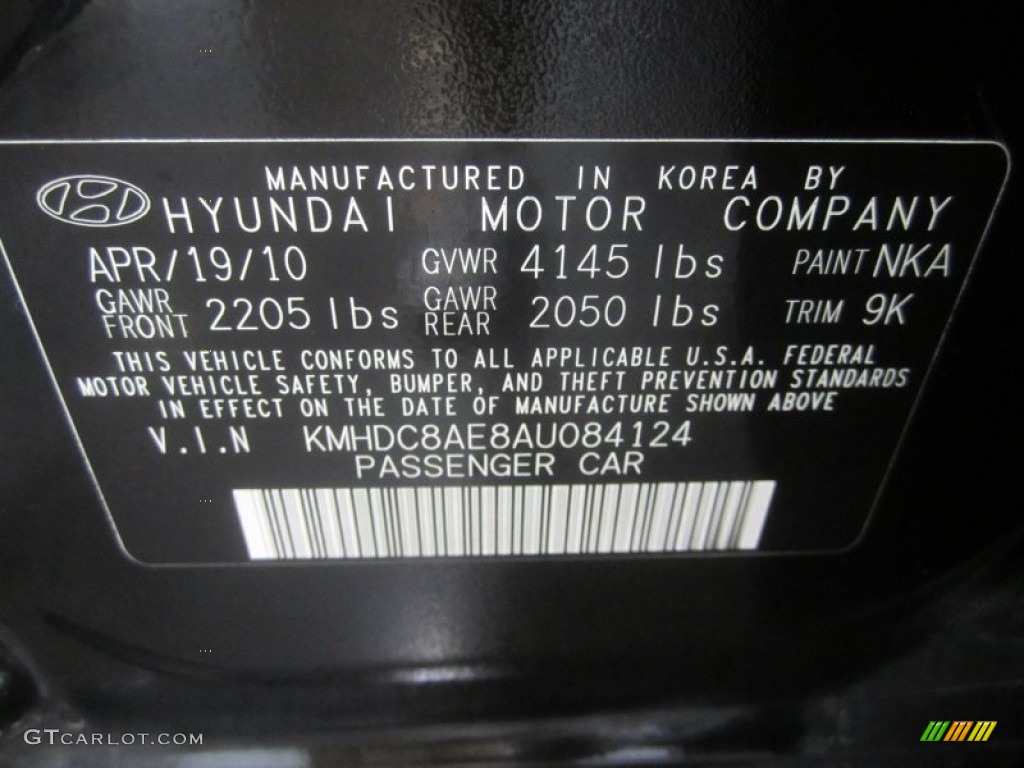 MANUFACTURED IN KOREA BY
HYUNDAI MOTOR COMPANY
APR/19/10 GVWR 4145 lbs PAINT NKA
GAWR FRONT 2205 lbs GAWR REAR 2050 lbs TRIM 9K
THIS VEHICLE CONFORMS TO ALL APPLICABLE U.S.A. FEDERAL
MOTOR VEHICLE SAFETY, BUMPER, AND THEFT PREVENTION STANDARDS
IN EFFECT ON THE DATE OF MANUFACTURE SHOWN ABOVE
V.I.N KMHDC8AE8AU084124
PASSENGER CAR
GTCARLOT.COM